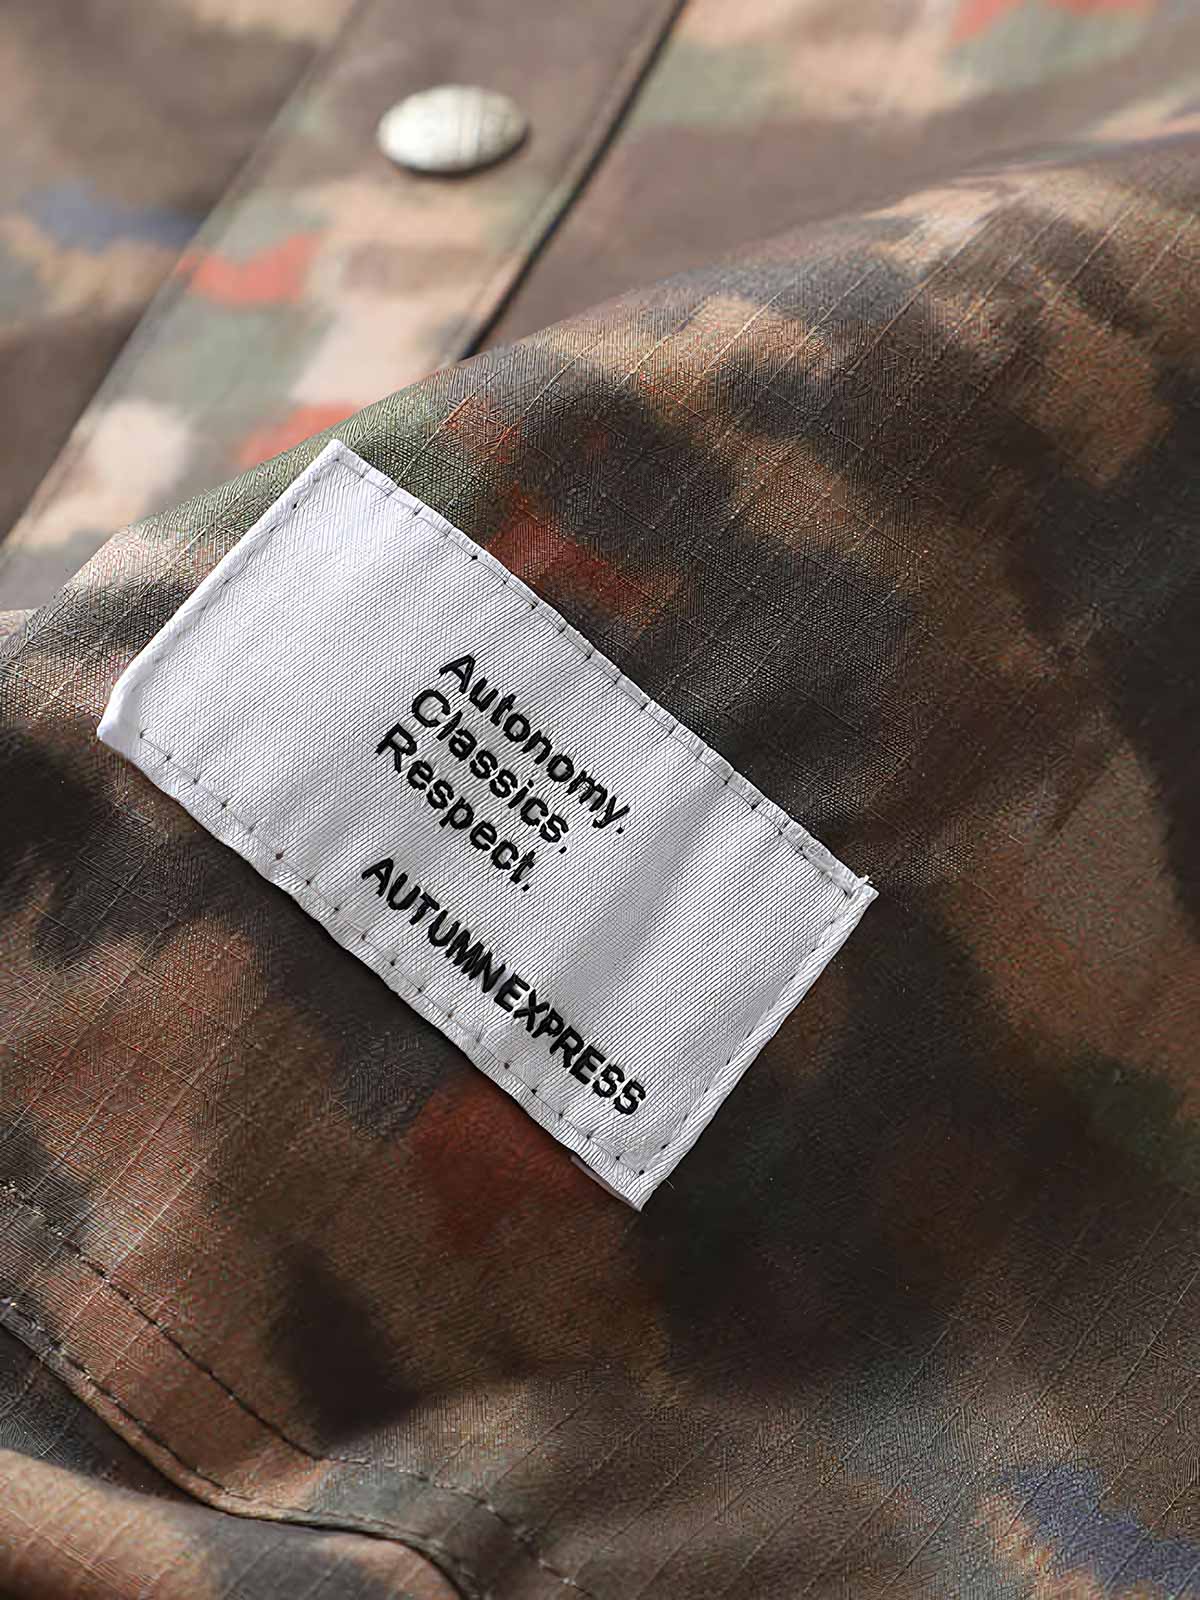 Autonomy.
Classics.
Respect.
AUTUMNEXPRESS